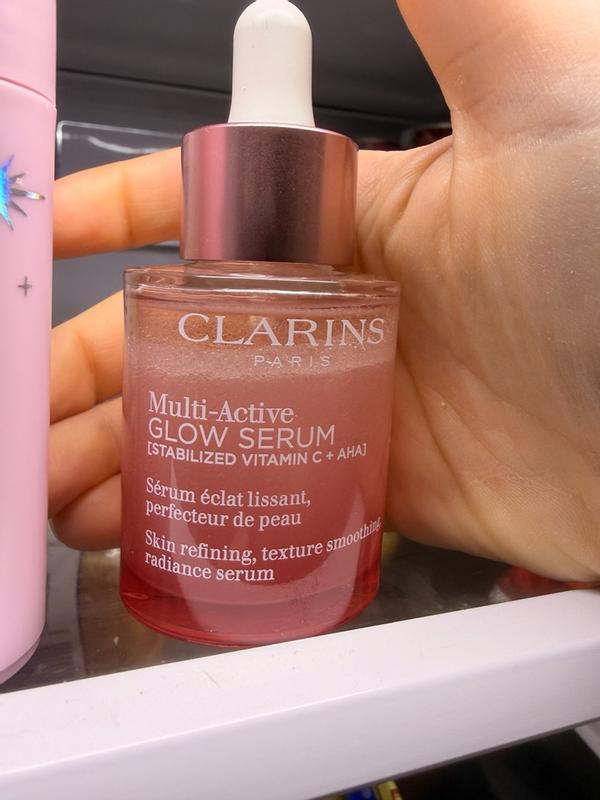 CLARINS
PARIS
Multi-Active
GLOW SERUM
[STABILIZED VITAMIN C + AHA]
Sérum éclat lissant,
perfecteur de peau
Skin refining, texture smoothing,
radiance serum